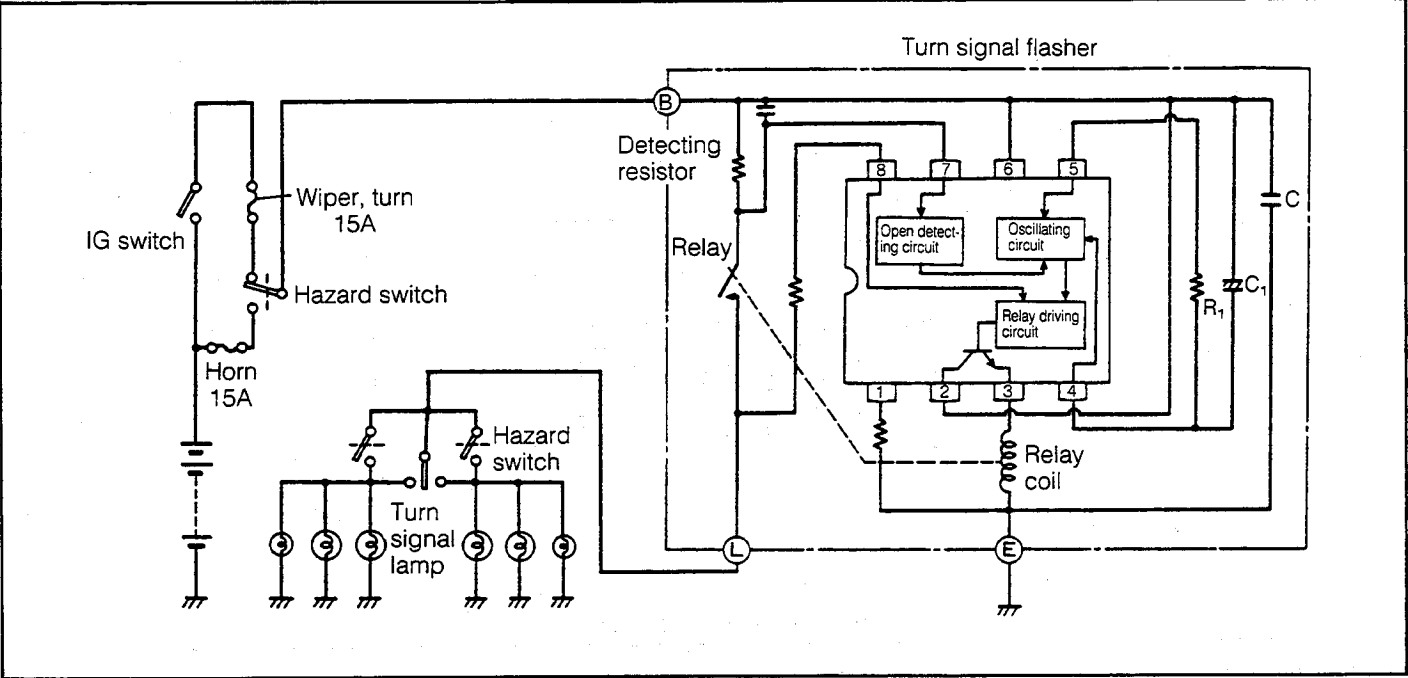 Turn signal flasher
B
Detecting
resistor
8
7
6
5
Wiper, turn
15A
IG switch
Open detect-
ing circuit
Oscillating
circuit
C
Relay
Hazard switch
R1
C1
Relay driving
circuit
Horn
15A
1
2
3
4
Hazard
switch
Relay
coil
Turn
signal
lamp
L
E